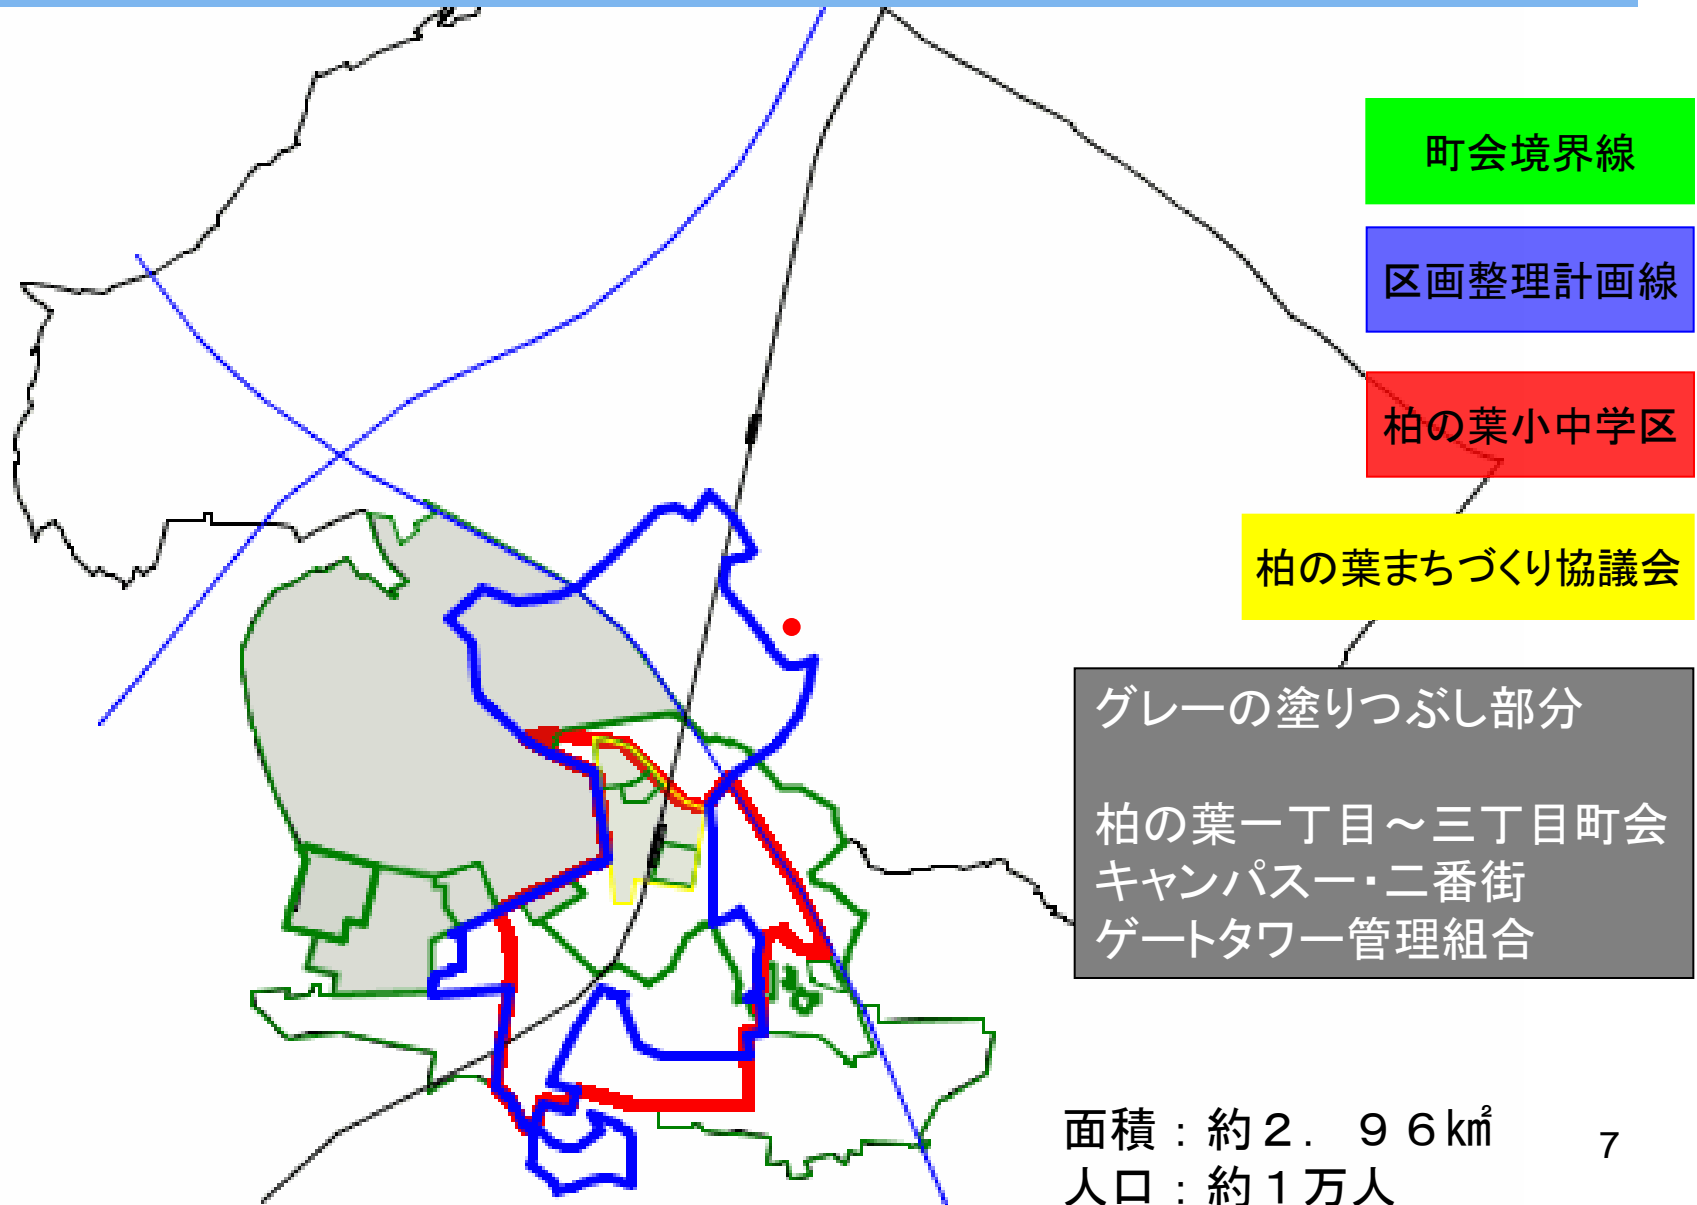 町会境界線
区画整理計画線
柏の葉小中学区
柏の葉まちづくり協議会
グレーの塗りつぶし部分
柏の葉一丁目～三丁目町会
キャンパス一・二番街
ゲートタワー管理組合
面積：約２．９６㎢
人口：約１万人
7